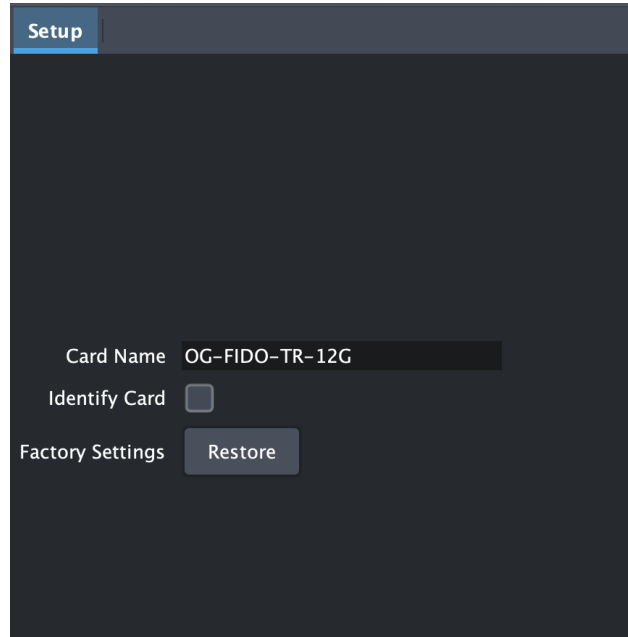 Setup
Card Name OG-FIDO-TR-12G
Identify Card
Factory Settings Restore